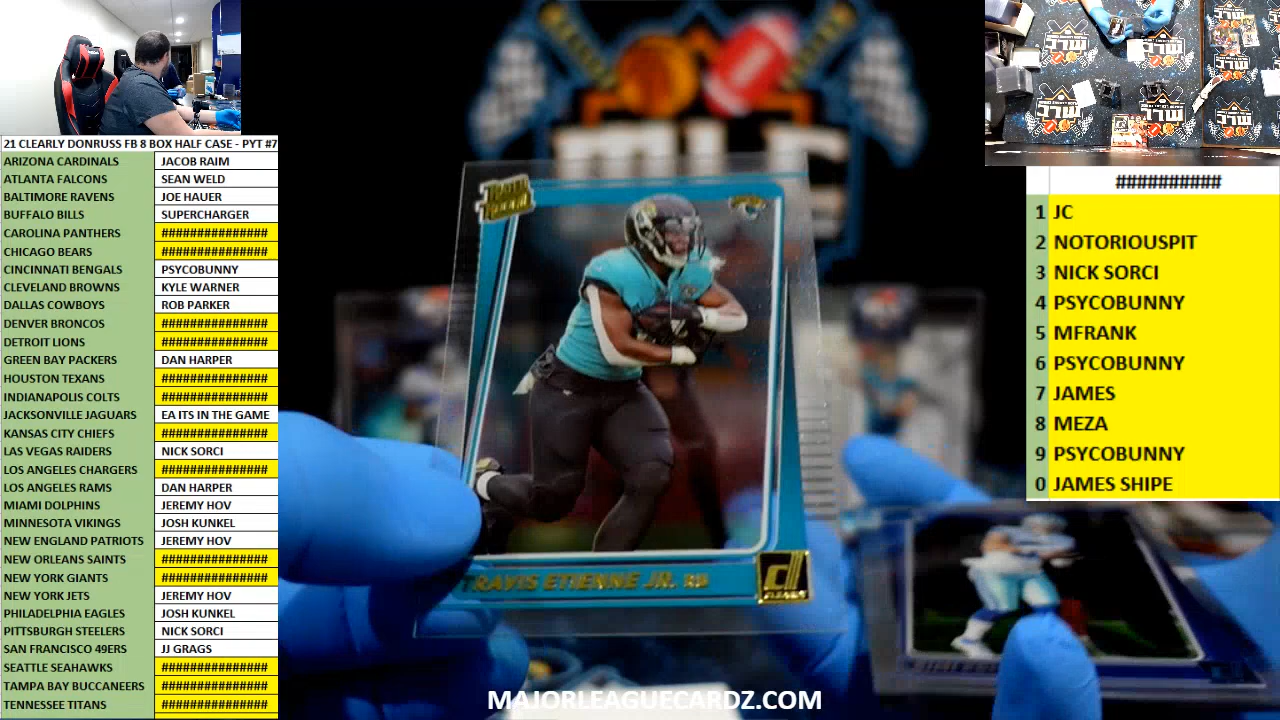 21 CLEARLY DONRUSS FB 8 BOX HALF CASE - PYT #7
ARIZONA CARDINALS JACOB RAIM
ATLANTA FALCONS SEAN WELD
BALTIMORE RAVENS JOE HAUER
BUFFALO BILLS SUPERCHARGER
CAROLINA PANTHERS ###############
CHICAGO BEARS ###############
CINCINNATI BENGALS PSYCOBUNNY
CLEVELAND BROWNS KYLE WARNER
DALLAS COWBOYS ROB PARKER
DENVER BRONCOS ###############
DETROIT LIONS ###############
GREEN BAY PACKERS DAN HARPER
HOUSTON TEXANS ###############
INDIANAPOLIS COLTS ###############
JACKSONVILLE JAGUARS EA ITS IN THE GAME
KANSAS CITY CHIEFS ###############
LAS VEGAS RAIDERS NICK SORCI
LOS ANGELES CHARGERS ###############
LOS ANGELES RAMS DAN HARPER
MIAMI DOLPHINS JEREMY HOV
MINNESOTA VIKINGS JOSH KUNKEL
NEW ENGLAND PATRIOTS JEREMY HOV
NEW ORLEANS SAINTS ###############
NEW YORK GIANTS ###############
NEW YORK JETS JEREMY HOV
PHILADELPHIA EAGLES JOSH KUNKEL
PITTSBURGH STEELERS NICK SORCI
SAN FRANCISCO 49ERS JJ GRAGS
SEATTLE SEAHAWKS ###############
TAMPA BAY BUCCANEERS ###############
TENNESSEE TITANS ###############
MLC
RATED
ROOKIE
TRAVIS ETIENNE JR. RB
MAJORLEAGUECARDZ.COM
##########
1 JC
2 NOTORIOUSPIT
3 NICK SORCI
4 PSYCOBUNNY
5 MFRANK
6 PSYCOBUNNY
7 JAMES
8 MEZA
9 PSYCOBUNNY
0 JAMES SHIPE